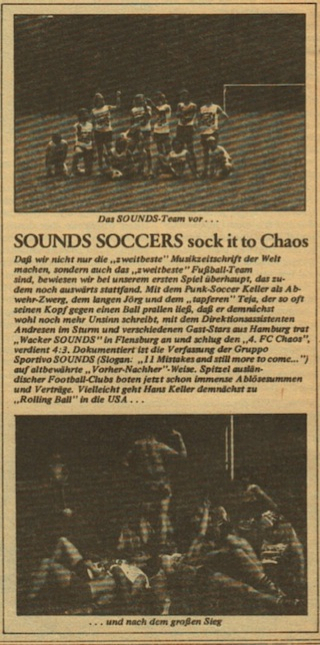 Das SOUNDS-Team vor . . .
SOUNDS SOCCERS sock it to Chaos
Daß wir nicht nur die „zweitbeste" Musikzeitschrift der Welt
machen, sondern auch das „zweitbeste" Fußball-Team
sind, bewiesen wir bei unserem ersten Spiel überhaupt, das zu-
dem noch auswärts stattfand. Mit dem Punk-Soccer Keller als Ab-
wehr-Zwerg, dem langen Jörg und dem „tapferen" Teja, der so oft
seinen Kopf gegen einen Ball prallen ließ, daß er demnächst
wohl noch mehr Unsinn schreibt, mit dem Direktionsassistenten
Andresen im Sturm und verschiedenen Gast-Stars aus Hamburg trat
„Wacker SOUNDS" in Flensburg an und schlug den „4. FC Chaos",
verdient 4:3. Dokumentiert ist die Verfassung der Gruppo
Sportivo SOUNDS (Slogan: „11 Mistakes and still more to come...")
auf altbewährte „Vorher-Nachher"-Weise. Spitzel auslän-
discher Football-Clubs boten jetzt schon immense Ablösesummen
und Verträge. Vielleicht geht Hans Keller demnächst zu
„Rolling Ball" in die USA . . .
. . . und nach dem großen Sieg